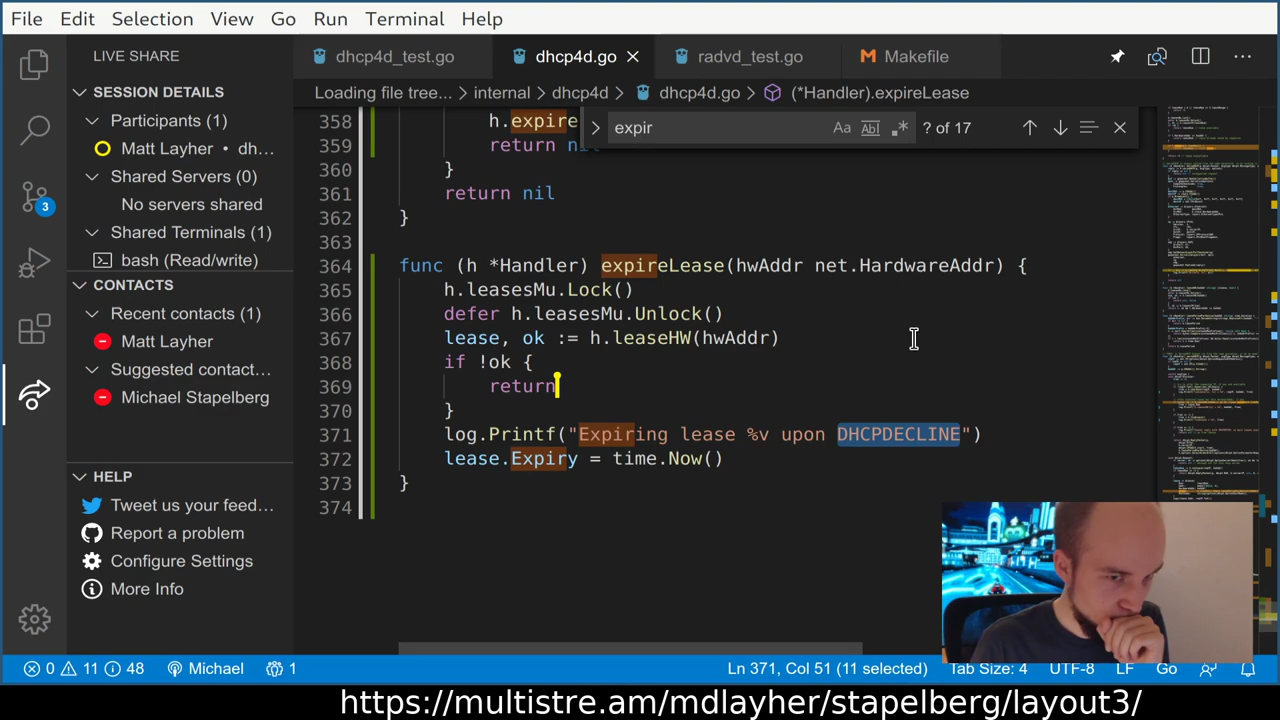 File Edit Selection View Go Run Terminal Help
LIVE SHARE
dhcp4d_test.go dhcp4d.go radvd_test.go Makefile
SESSION DETAILS
Loading file tree... internal dhcp4d dhcp4d.go (*Handler).expireLease
Participants (1)
Matt Layher • dh...
Shared Servers (0)
No servers shared
Shared Terminals (1)
bash (Read/write)
CONTACTS
Recent contacts (1)
Matt Layher
Suggested contact...
Michael Stapelberg
HELP
Tweet us your feed...
Report a problem
Configure Settings
More Info
3
expir Aa Abl .* ? of 17
358 h.expire
359 return nil
360 }
361 return nil
362 }
363
364 func (h *Handler) expireLease(hwAddr net.HardwareAddr) {
365 h.leasesMu.Lock()
366 defer h.leasesMu.Unlock()
367 lease, ok := h.leaseHW(hwAddr)
368 if !ok {
369 return
370 }
371 log.Printf("Expiring lease %v upon DHCPDECLINE")
372 lease.Expiry = time.Now()
373 }
374
0 11 48 Michael 1 Ln 371, Col 51 (11 selected) Tab Size: 4 UTF-8 LF Go
https://multistre.am/mdlayher/stapelberg/layout3/